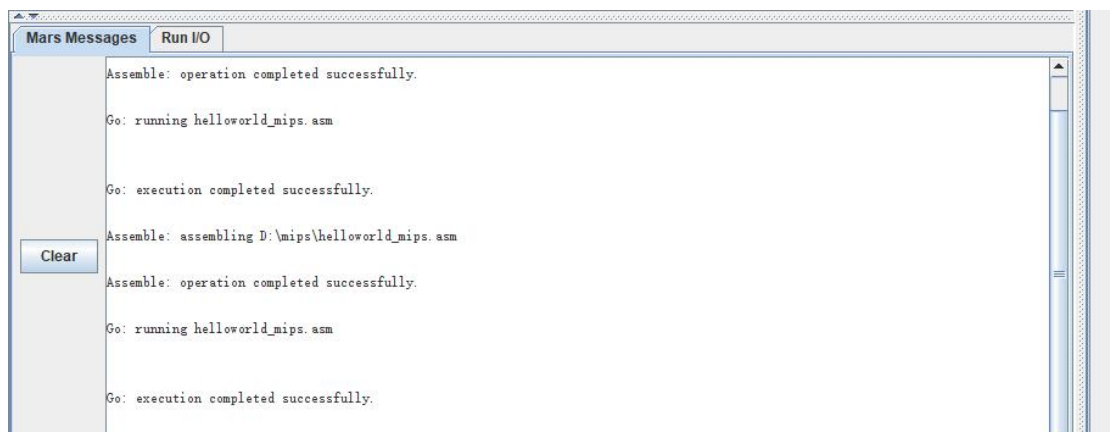 Mars Messages Run I/O
Assemble: operation completed successfully.
Go: running helloworld_mips.asm
Go: execution completed successfully.
Assemble: assembling D:\mips\helloworld_mips.asm
Clear
Assemble: operation completed successfully.
Go: running helloworld_mips.asm
Go: execution completed successfully.